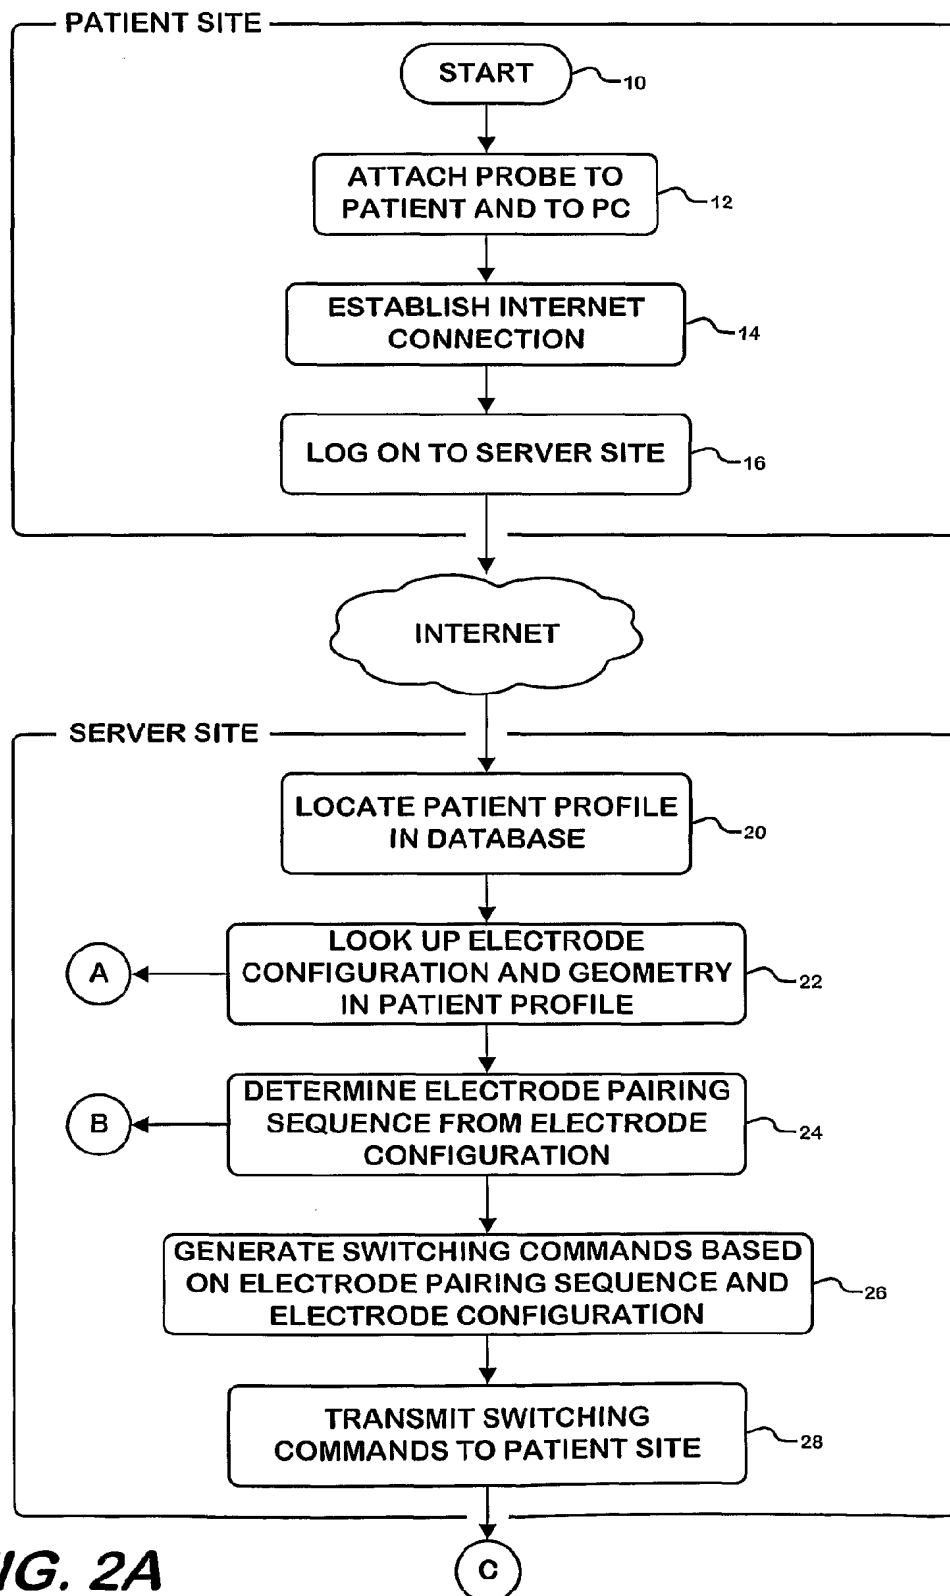 PATIENT SITE
START
10
ATTACH PROBE TO
PATIENT AND TO PC
12
ESTABLISH INTERNET
CONNECTION
14
LOG ON TO SERVER SITE
16
INTERNET
SERVER SITE
LOCATE PATIENT PROFILE
IN DATABASE
20
LOOK UP ELECTRODE
CONFIGURATION AND GEOMETRY
IN PATIENT PROFILE
22
A
DETERMINE ELECTRODE PAIRING
SEQUENCE FROM ELECTRODE
CONFIGURATION
24
B
GENERATE SWITCHING COMMANDS BASED
ON ELECTRODE PAIRING SEQUENCE AND
ELECTRODE CONFIGURATION
26
TRANSMIT SWITCHING
COMMANDS TO PATIENT SITE
28
C
IG. 2A